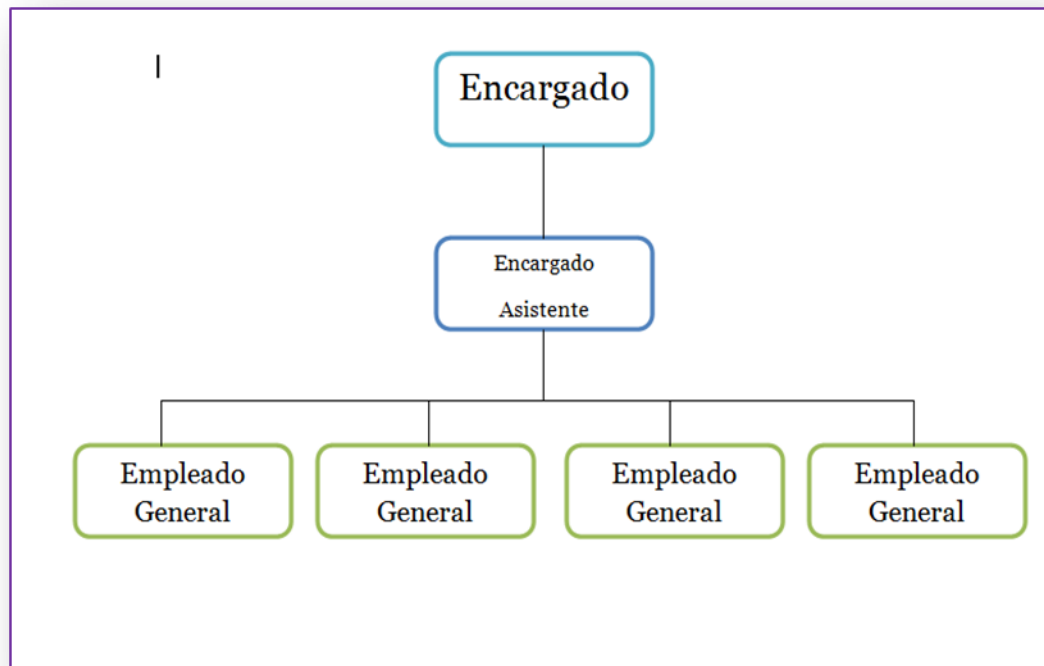 Encargado
Encargado
Asistente
Empleado
General
Empleado
General
Empleado
General
Empleado
General